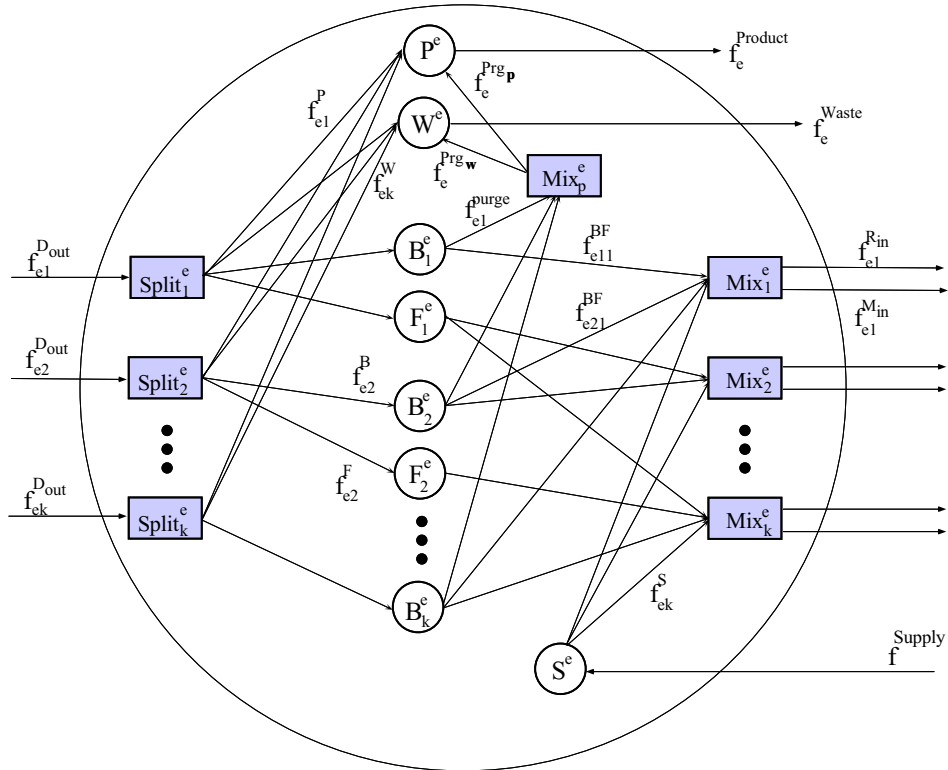 P^e
f_e^Product
f_e^Prg_p
f_e1^P
W^e
f_e^Waste
f_e^Prg_w
f_ek^W
Mix_p^e
f_e1^purge
f_e1^D_out
Split_1^e
B_1^e
f_e11^BF
Mix_1^e
f_e1^R_in
f_e1^M_in
F_1^e
f_e21^BF
f_e2^D_out
Split_2^e
f_e2^B
B_2^e
Mix_2^e
f_e2^F
F_2^e
f_ek^D_out
Split_k^e
Mix_k^e
B_k^e
f_ek^S
S^e
f^Supply